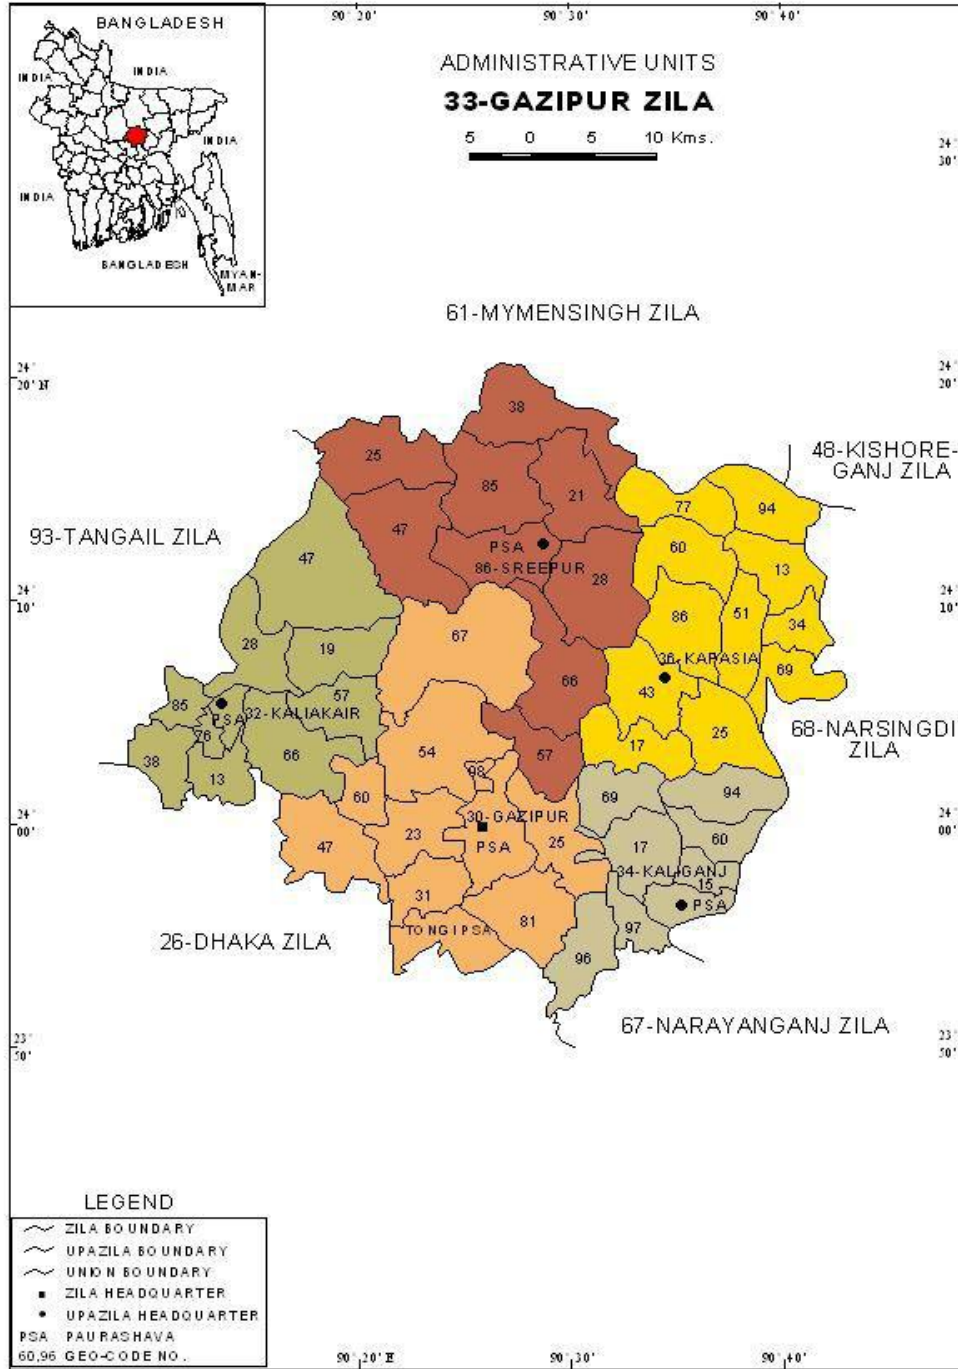 90°20'
90°30'
90°40'
BANGLADESH
INDIA
INDIA
INDIA
INDIA
BANGLADESH
MYAN-
MAR
ADMINISTRATIVE UNITS
33-GAZIPUR ZILA
5 0 5 10 Kms.
24°
30'
61-MYMENSINGH ZILA
24°
20'N
24°
20'
38
25
85
21
47
PSA
86-SREEPUR
28
66
57
48-KISHORE-
GANJ ZILA
77
94
60
13
86
51
34
36-KAPASIA
69
43
17
25
93-TANGAIL ZILA
47
28
19
57
85
PSA
32-KALIAKAIR
76
38
13
66
24°
10'
24°
10'
67
54
98
60
30-GAZIPUR
47
23
PSA
25
31
81
TONGI PSA
68-NARSINGDI
ZILA
69
94
17
60
34-KALIGANJ
15
PSA
97
96
24°
00'
24°
00'
26-DHAKA ZILA
67-NARAYANGANJ ZILA
23°
50'
23°
50'
LEGEND
ZILA BOUNDARY
UPAZILA BOUNDARY
UNION BOUNDARY
ZILA HEADQUARTER
UPAZILA HEADQUARTER
PSA PAURASHAVA
60,96 GEO-CODE NO.
90°20'E
90°30'
90°40'